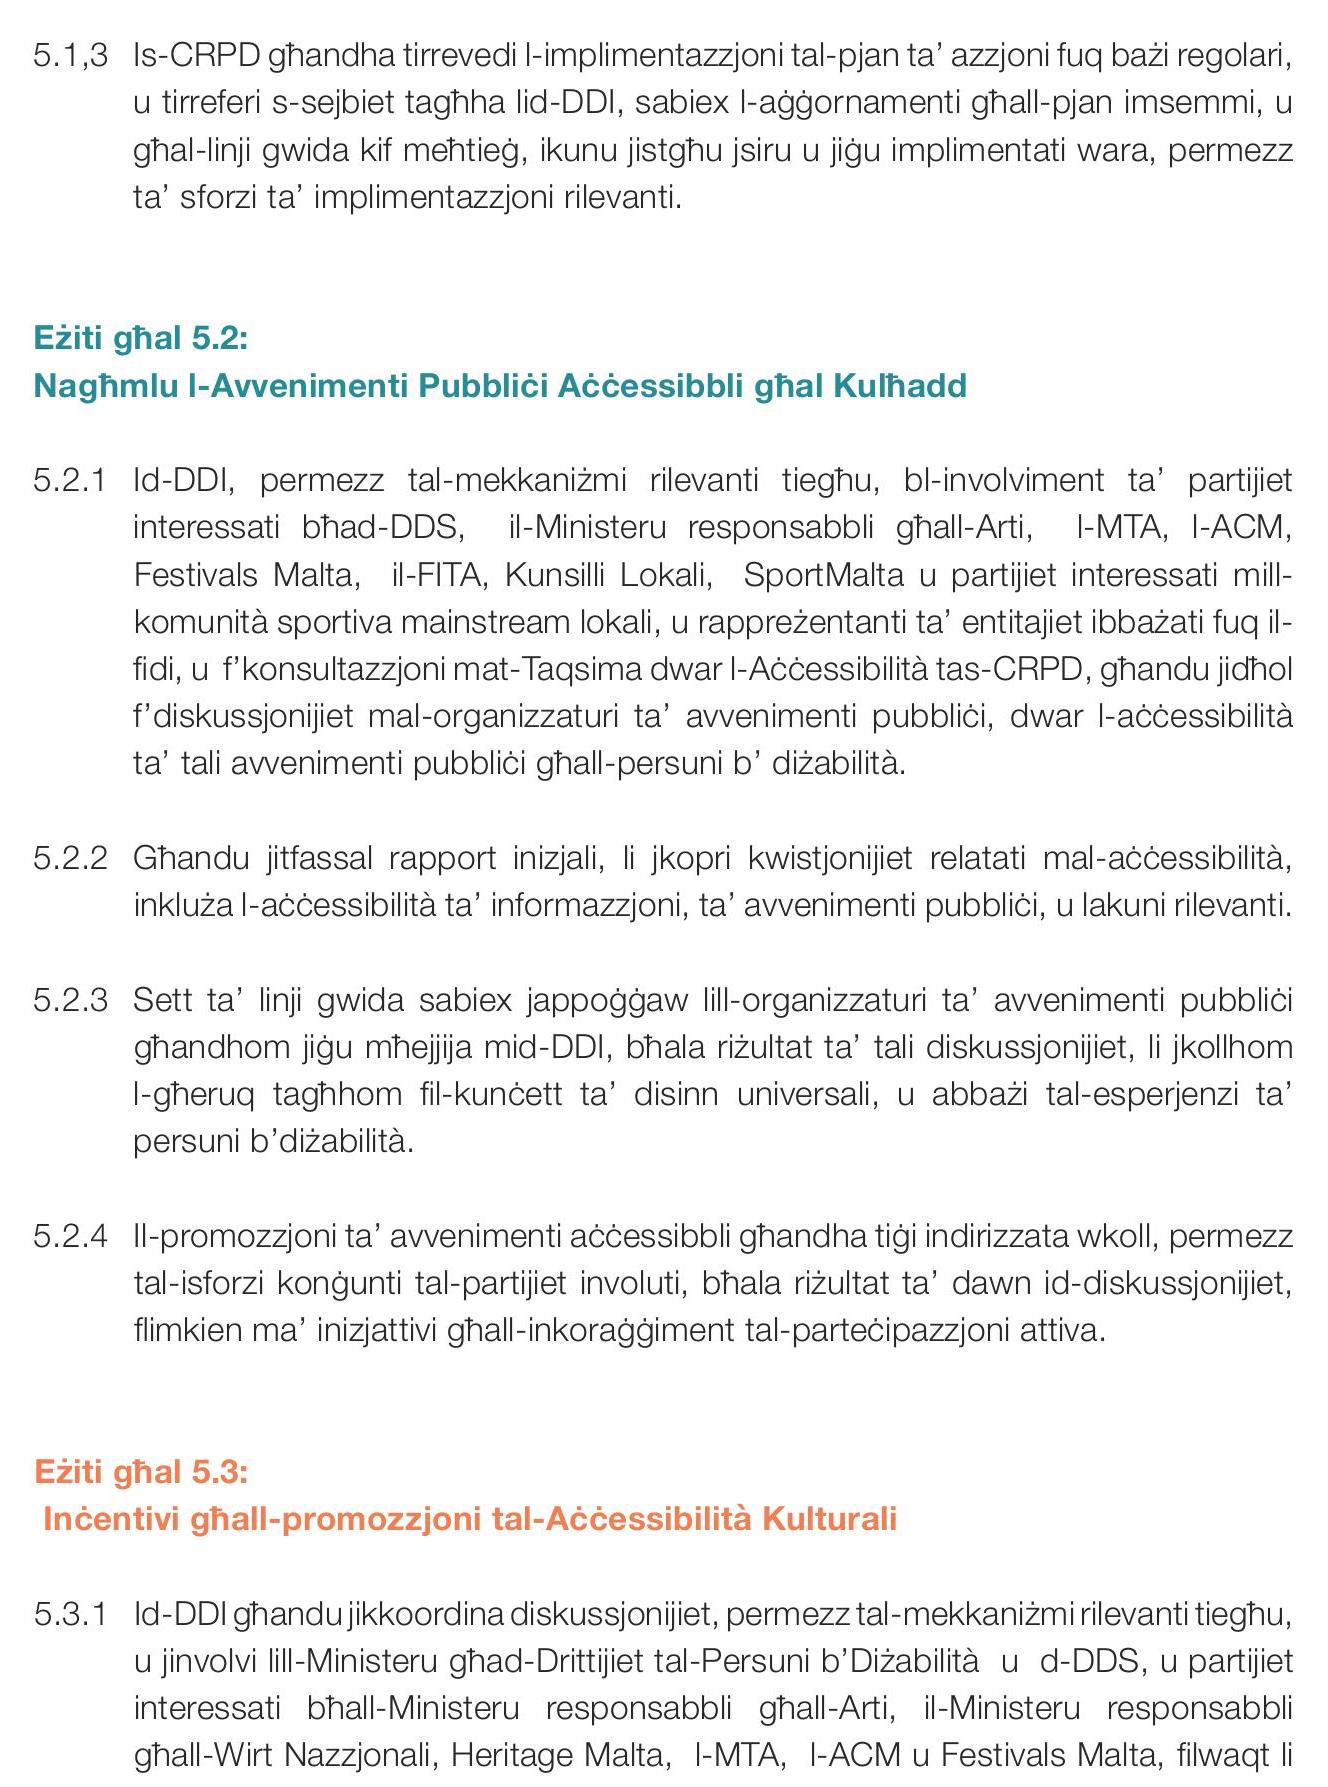 5.1,3 Is-CRPD għandha tirrevedi l-implimentazzjoni tal-pjan ta’ azzjoni fuq bażi regolari,
u tirreferi s-sejbiet tagħha lid-DDI, sabiex l-aġġornamenti għall-pjan imsemmi, u
għal-linji gwida kif meħtieġ, ikunu jistgħu jsiru u jiġu implimentati wara, permezz
ta’ sforzi ta’ implimentazzjoni rilevanti.
Eżiti għal 5.2:
Nagħmlu l-Avvenimenti Pubbliċi Aċċessibbli għal Kulħadd
5.2.1 Id-DDI, permezz tal-mekkaniżmi rilevanti tiegħu, bl-involviment ta’ partijiet
interessati bħad-DDS, il-Ministeru responsabbli għall-Arti, l-MTA, l-ACM,
Festivals Malta, il-FITA, Kunsilli Lokali, SportMalta u partijiet interessati mill-
komunità sportiva mainstream lokali, u rappreżentanti ta’ entitajiet ibbażati fuq il-
fidi, u f’konsultazzjoni mat-Taqsima dwar l-Aċċessibilità tas-CRPD, għandu jidħol
f’diskussjonijiet mal-organizzaturi ta’ avvenimenti pubbliċi, dwar l-aċċessibilità
ta’ tali avvenimenti pubbliċi għall-persuni b’ diżabilità.
5.2.2 Għandu jitfassal rapport inizjali, li jkopri kwistjonijiet relatati mal-aċċessibilità,
inkluża l-aċċessibilità ta’ informazzjoni, ta’ avvenimenti pubbliċi, u lakuni rilevanti.
5.2.3 Sett ta’ linji gwida sabiex jappoġġaw lill-organizzaturi ta’ avvenimenti pubbliċi
għandhom jiġu mħejjija mid-DDI, bħala riżultat ta’ tali diskussjonijiet, li jkollhom
l-għeruq tagħhom fil-kunċett ta’ disinn universali, u abbażi tal-esperjenzi ta’
persuni b’diżabilità.
5.2.4 Il-promozzjoni ta’ avvenimenti aċċessibbli għandha tiġi indirizzata wkoll, permezz
tal-isforzi konġunti tal-partijiet involuti, bħala riżultat ta’ dawn id-diskussjonijiet,
flimkien ma’ inizjattivi għall-inkoraġġiment tal-parteċipazzjoni attiva.
Eżiti għal 5.3:
Inċentivi għall-promozzjoni tal-Aċċessibilità Kulturali
5.3.1 Id-DDI għandu jikkoordina diskussjonijiet, permezz tal-mekkaniżmi rilevanti tiegħu,
u jinvolvi lill-Ministeru għad-Drittijiet tal-Persuni b’Diżabilità u d-DDS, u partijiet
interessati bħall-Ministeru responsabbli għall-Arti, il-Ministeru responsabbli
għall-Wirt Nazzjonali, Heritage Malta, l-MTA, l-ACM u Festivals Malta, filwaqt li